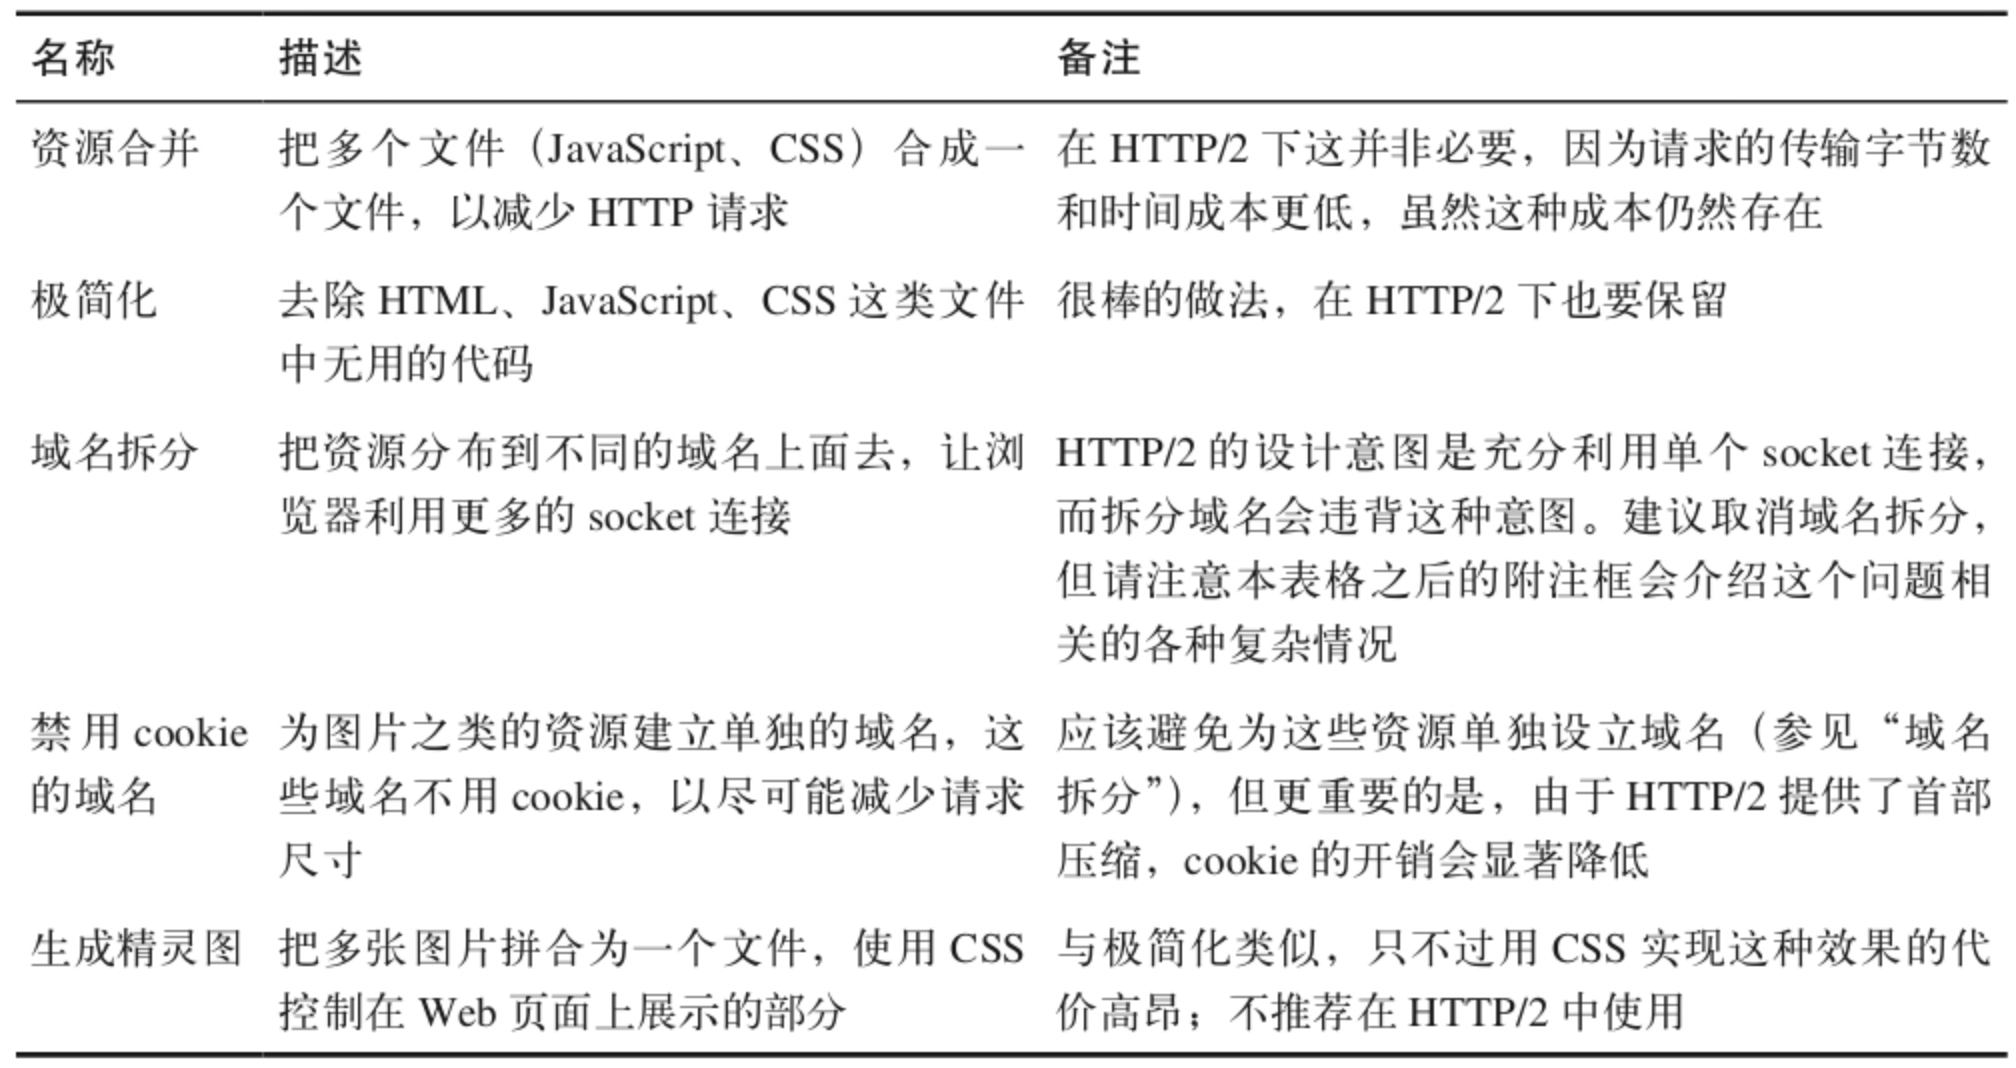 名称 描述 备注
资源合并 把多个文件（JavaScript、CSS）合成一 在 HTTP/2 下这并非必要，因为请求的传输字节数
个文件，以减少 HTTP 请求 和时间成本更低，虽然这种成本仍然存在
极简化 去除 HTML、JavaScript、CSS 这类文件 很棒的做法，在 HTTP/2 下也要保留
中无用的代码
域名拆分 把资源分布到不同的域名上面去，让浏 HTTP/2 的设计意图是充分利用单个 socket 连接，
览器利用更多的 socket 连接 而拆分域名会违背这种意图。建议取消域名拆分，
但请注意本表格之后的附注框会介绍这个问题相
关的各种复杂情况
禁用 cookie 为图片之类的资源建立单独的域名，这 应该避免为这些资源单独设立域名（参见“域名
的域名 些域名不用 cookie，以尽可能减少请求 拆分”），但更重要的是，由于 HTTP/2 提供了首部
尺寸 压缩，cookie 的开销会显著降低
生成精灵图 把多张图片拼合为一个文件，使用 CSS 与极简化类似，只不过用 CSS 实现这种效果的代
控制在 Web 页面上展示的部分 价高昂；不推荐在 HTTP/2 中使用